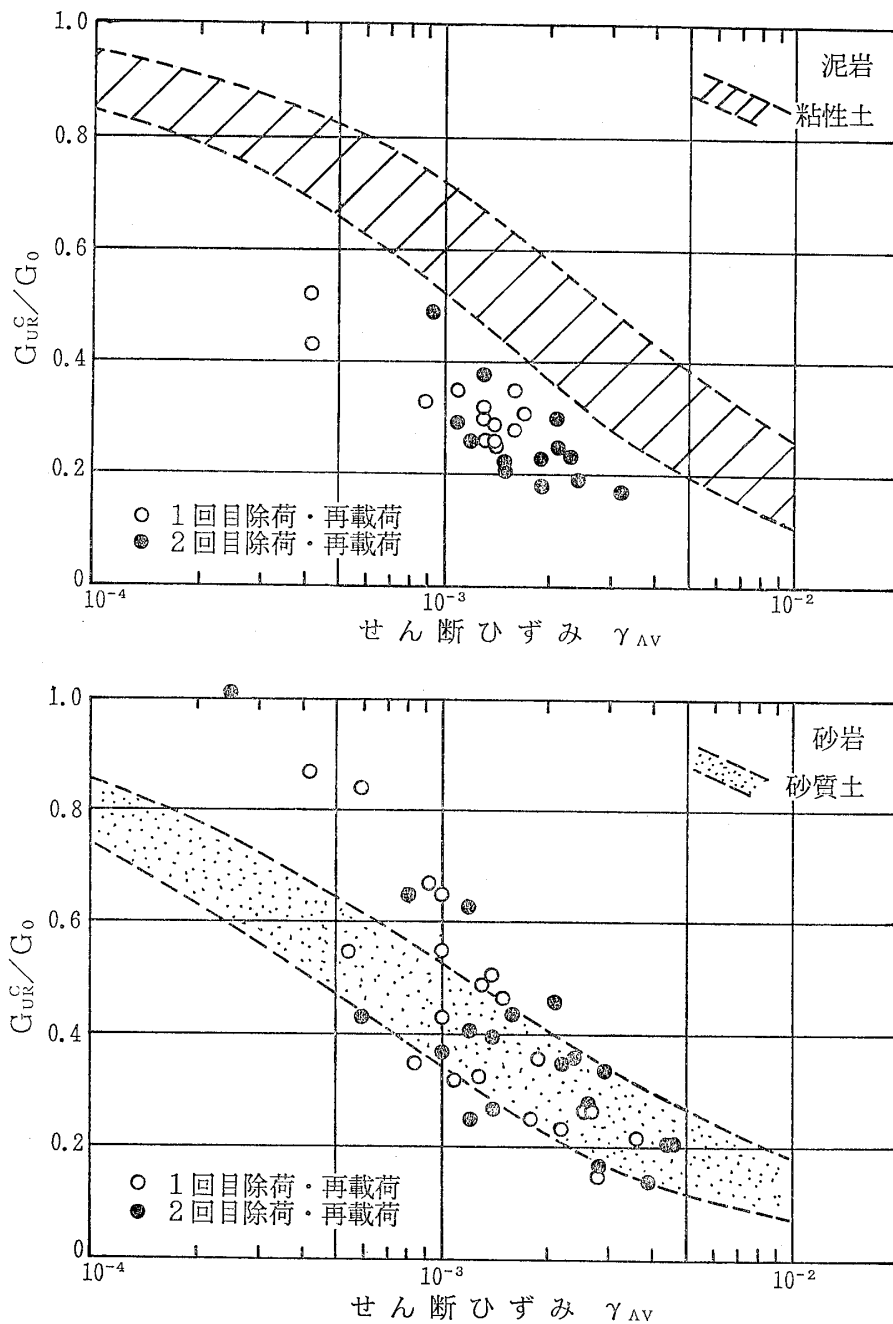 1.0
泥岩
粘性土
0.8
0.6
G_UR^C/G_0
0.4
0.2
○ 1回目除荷・再載荷
● 2回目除荷・再載荷
0
10^-4
10^-3
10^-2
せん断ひずみ γ_AV
1.0
砂岩
砂質土
0.8
0.6
G_UR^C/G_0
0.4
0.2
○ 1回目除荷・再載荷
● 2回目除荷・再載荷
0
10^-4
10^-3
10^-2
せん断ひずみ γ_AV